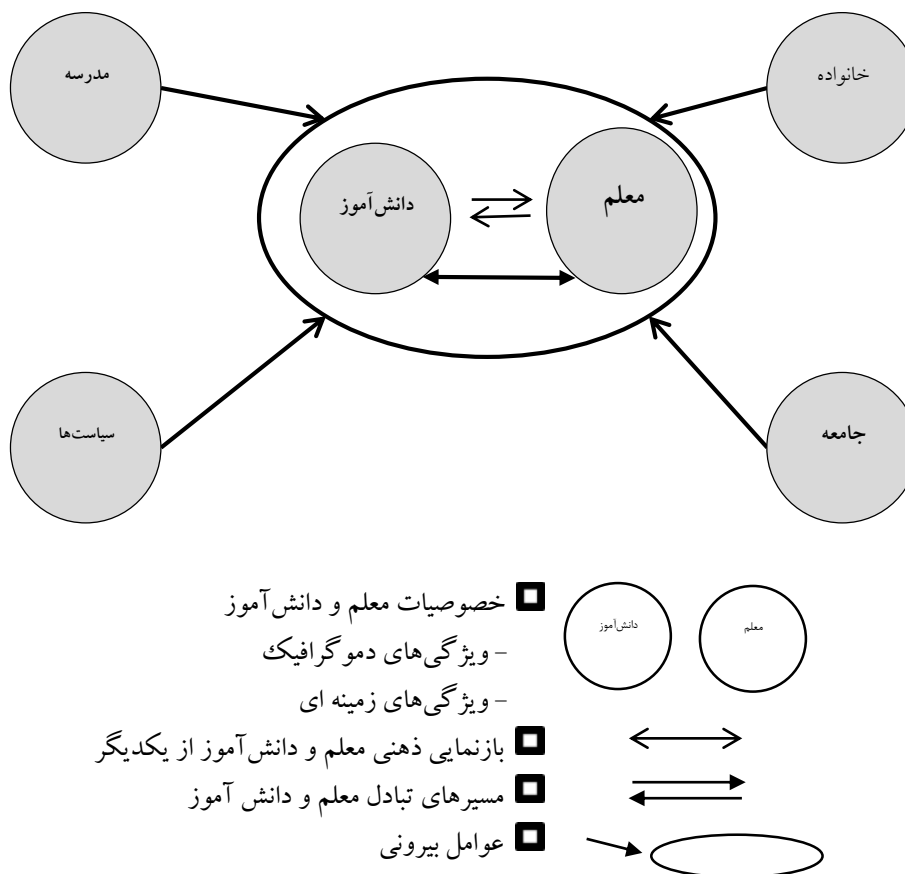 خانواده
مدرسه
معلم
دانش‌آموز
جامعه
سیاست‌ها
معلم
دانش‌آموز
خصوصیات معلم و دانش‌آموز
- ویژگی‌های دموگرافیک
- ویژگی‌های زمینه ای
بازنمایی ذهنی معلم و دانش‌آموز از یکدیگر
مسیرهای تبادل معلم و دانش آموز
عوامل بیرونی